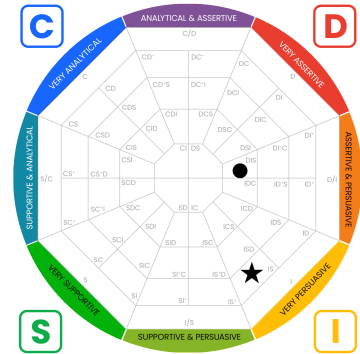 C
D
ANALYTICAL & ASSERTIVE
VERY ANALYTICAL
VERY ASSERTIVE
C/D
CD'
DC'
C
CD
DC
D
CD'S
DC'I
CDS
DCI
DI
CDI
DCS
DIC
CS
CID
DSC
DI'
CSD
CIS
DSI
DI'C
CI
DS
CSI
DIS
SUPPORTIVE & ANALYTICAL
ASSERTIVE & PERSUASIVE
S/C
CS'
CS'D
SCD
IDC
ID'S
ID'
D/I
SC'
SC'I
SDC
SD
IC
ICD
IDS
ID
SCI
SDI
ICS
SC
SID
ISC
ISD
SIC
SI'C
IS'D
IS
I
S
SI
SI'
IS'
I/S
VERY SUPPORTIVE
VERY PERSUASIVE
SUPPORTIVE & PERSUASIVE
S
I